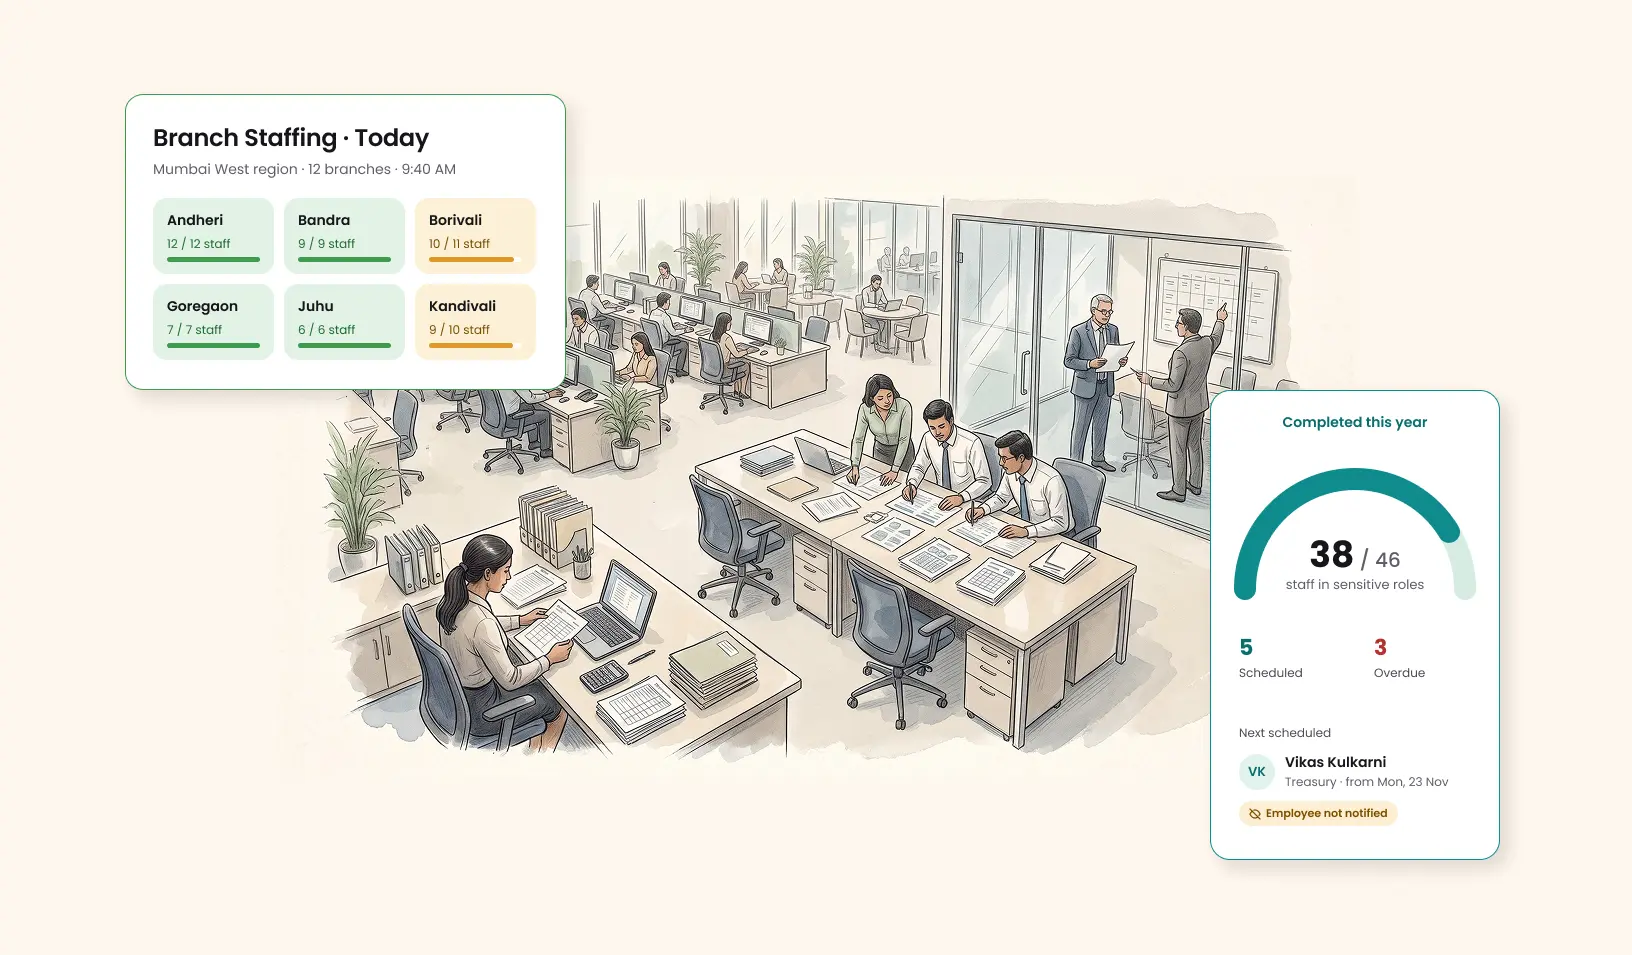 Branch Staffing · Today
Mumbai West region · 12 branches · 9:40 AM
Andheri
12 / 12 staff
Bandra
9 / 9 staff
Borivali
10 / 11 staff
Goregaon
7 / 7 staff
Juhu
6 / 6 staff
Kandivali
9 / 10 staff
Completed this year
38 / 46
staff in sensitive roles
5
Scheduled
3
Overdue
Next scheduled
VK
Vikas Kulkarni
Treasury · from Mon, 23 Nov
Employee not notified